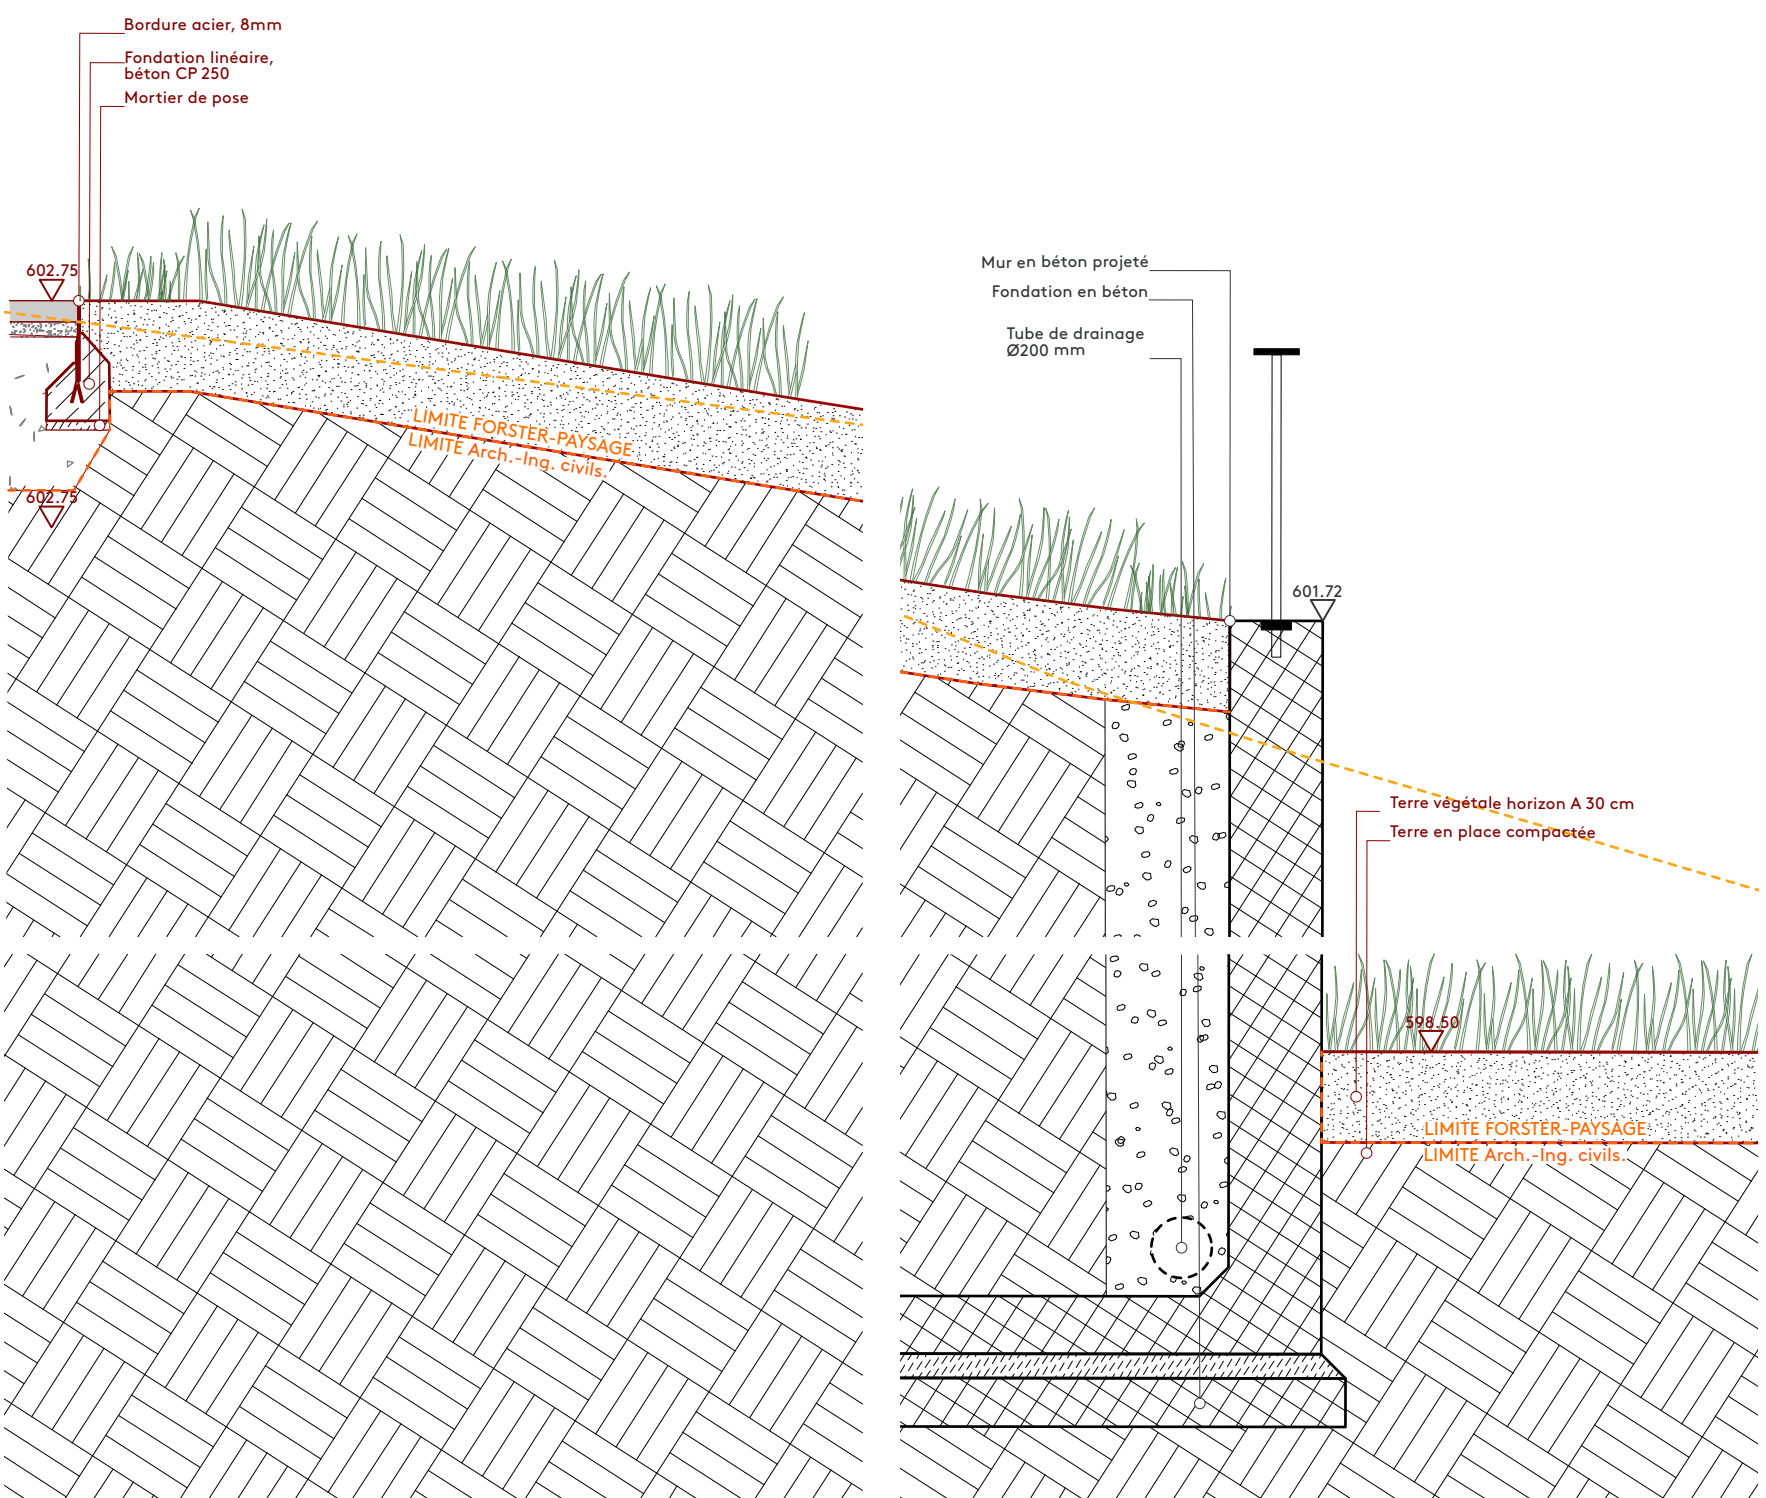 Bordure acier, 8mm
Fondation linéaire,
béton CP 250
Mortier de pose
602.75
LIMITE FORSTER-PAYSAGE
LIMITE Arch.-Ing. civils.
602.75
Mur en béton projeté
Fondation en béton
Tube de drainage
Ø200 mm
601.72
Terre végétale horizon A 30 cm
Terre en place compactée
598.50
LIMITE FORSTER-PAYSAGE
LIMITE Arch.-Ing. civils.